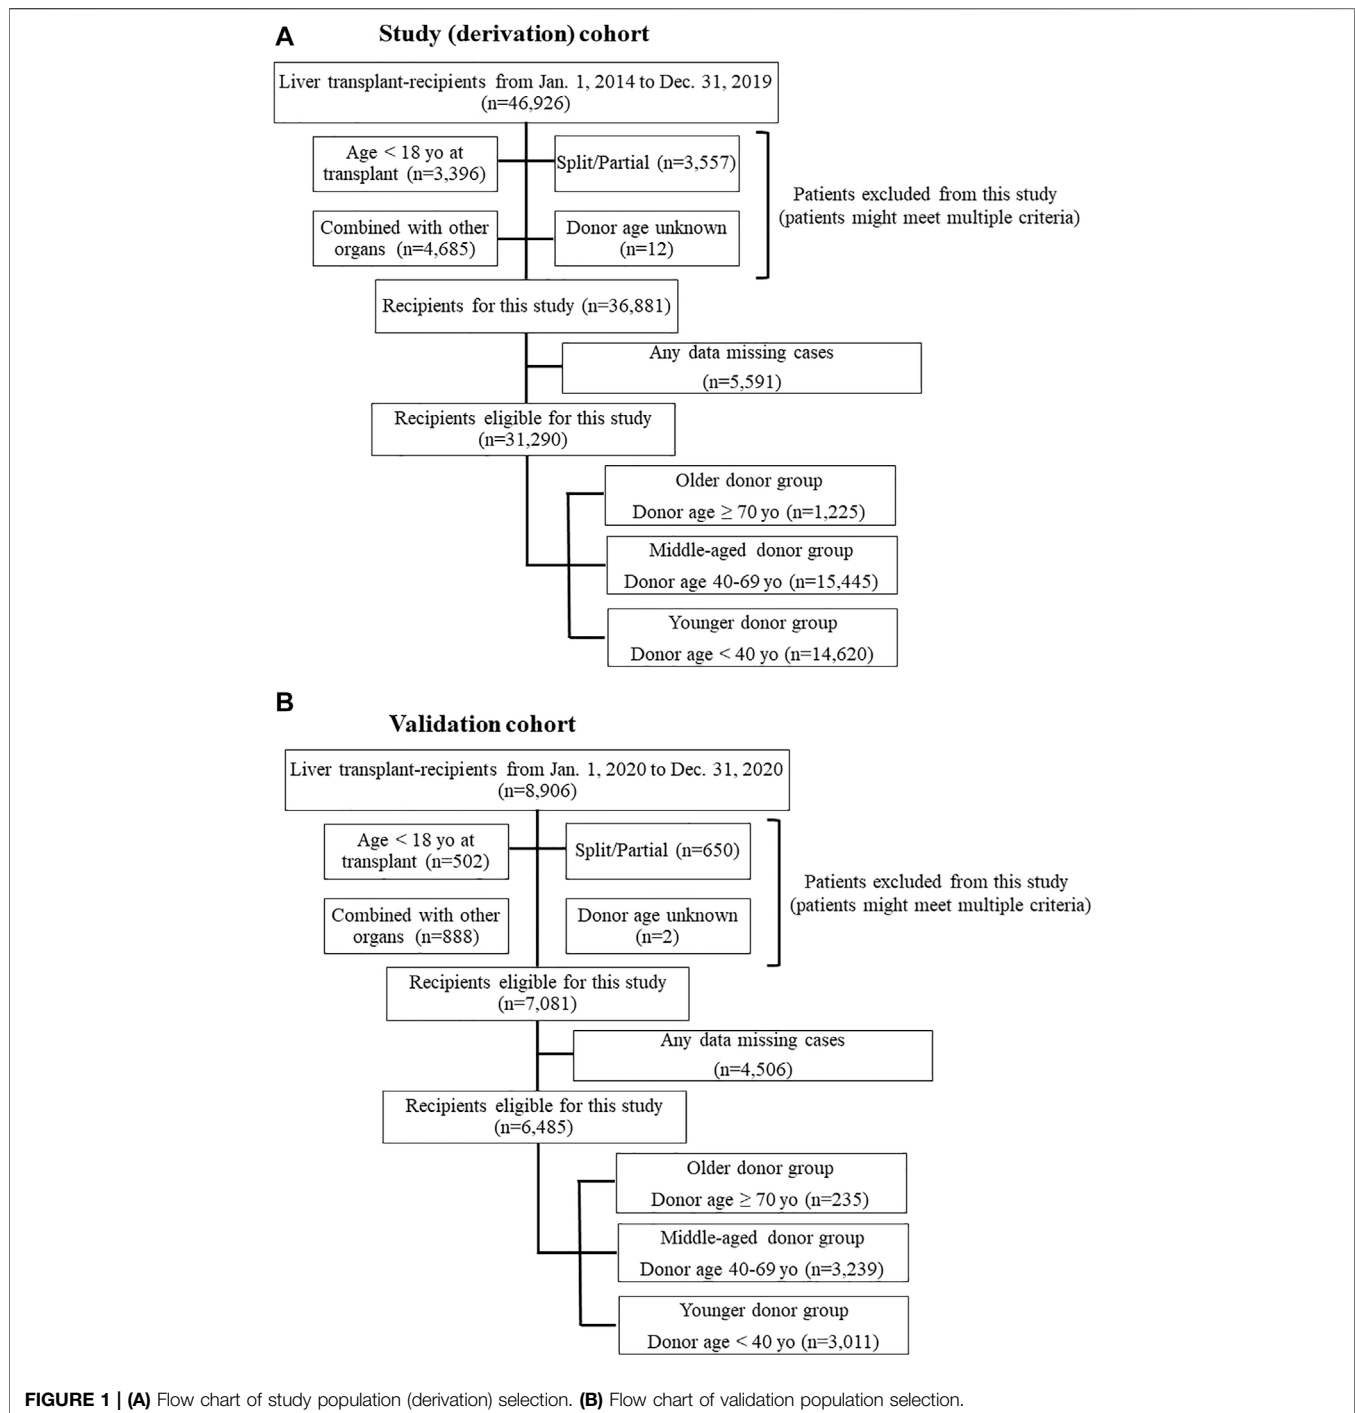 A
Study (derivation) cohort
Liver transplant-recipients from Jan. 1, 2014 to Dec. 31, 2019
(n=46,926)
Age < 18 yo at
transplant (n=3,396)
Split/Partial (n=3,557)
Combined with other
organs (n=4,685)
Donor age unknown
(n=12)
Patients excluded from this study
(patients might meet multiple criteria)
Recipients for this study (n=36,881)
Any data missing cases
(n=5,591)
Recipients eligible for this study
(n=31,290)
Older donor group
Donor age ≥ 70 yo (n=1,225)
Middle-aged donor group
Donor age 40-69 yo (n=15,445)
Younger donor group
Donor age < 40 yo (n=14,620)
B
Validation cohort
Liver transplant-recipients from Jan. 1, 2020 to Dec. 31, 2020
(n=8,906)
Age < 18 yo at
transplant (n=502)
Split/Partial (n=650)
Combined with other
organs (n=888)
Donor age unknown
(n=2)
Patients excluded from this study
(patients might meet multiple criteria)
Recipients eligible for this study
(n=7,081)
Any data missing cases
(n=4,506)
Recipients eligible for this study
(n=6,485)
Older donor group
Donor age ≥ 70 yo (n=235)
Middle-aged donor group
Donor age 40-69 yo (n=3,239)
Younger donor group
Donor age < 40 yo (n=3,011)
FIGURE 1 | (A) Flow chart of study population (derivation) selection. (B) Flow chart of validation population selection.